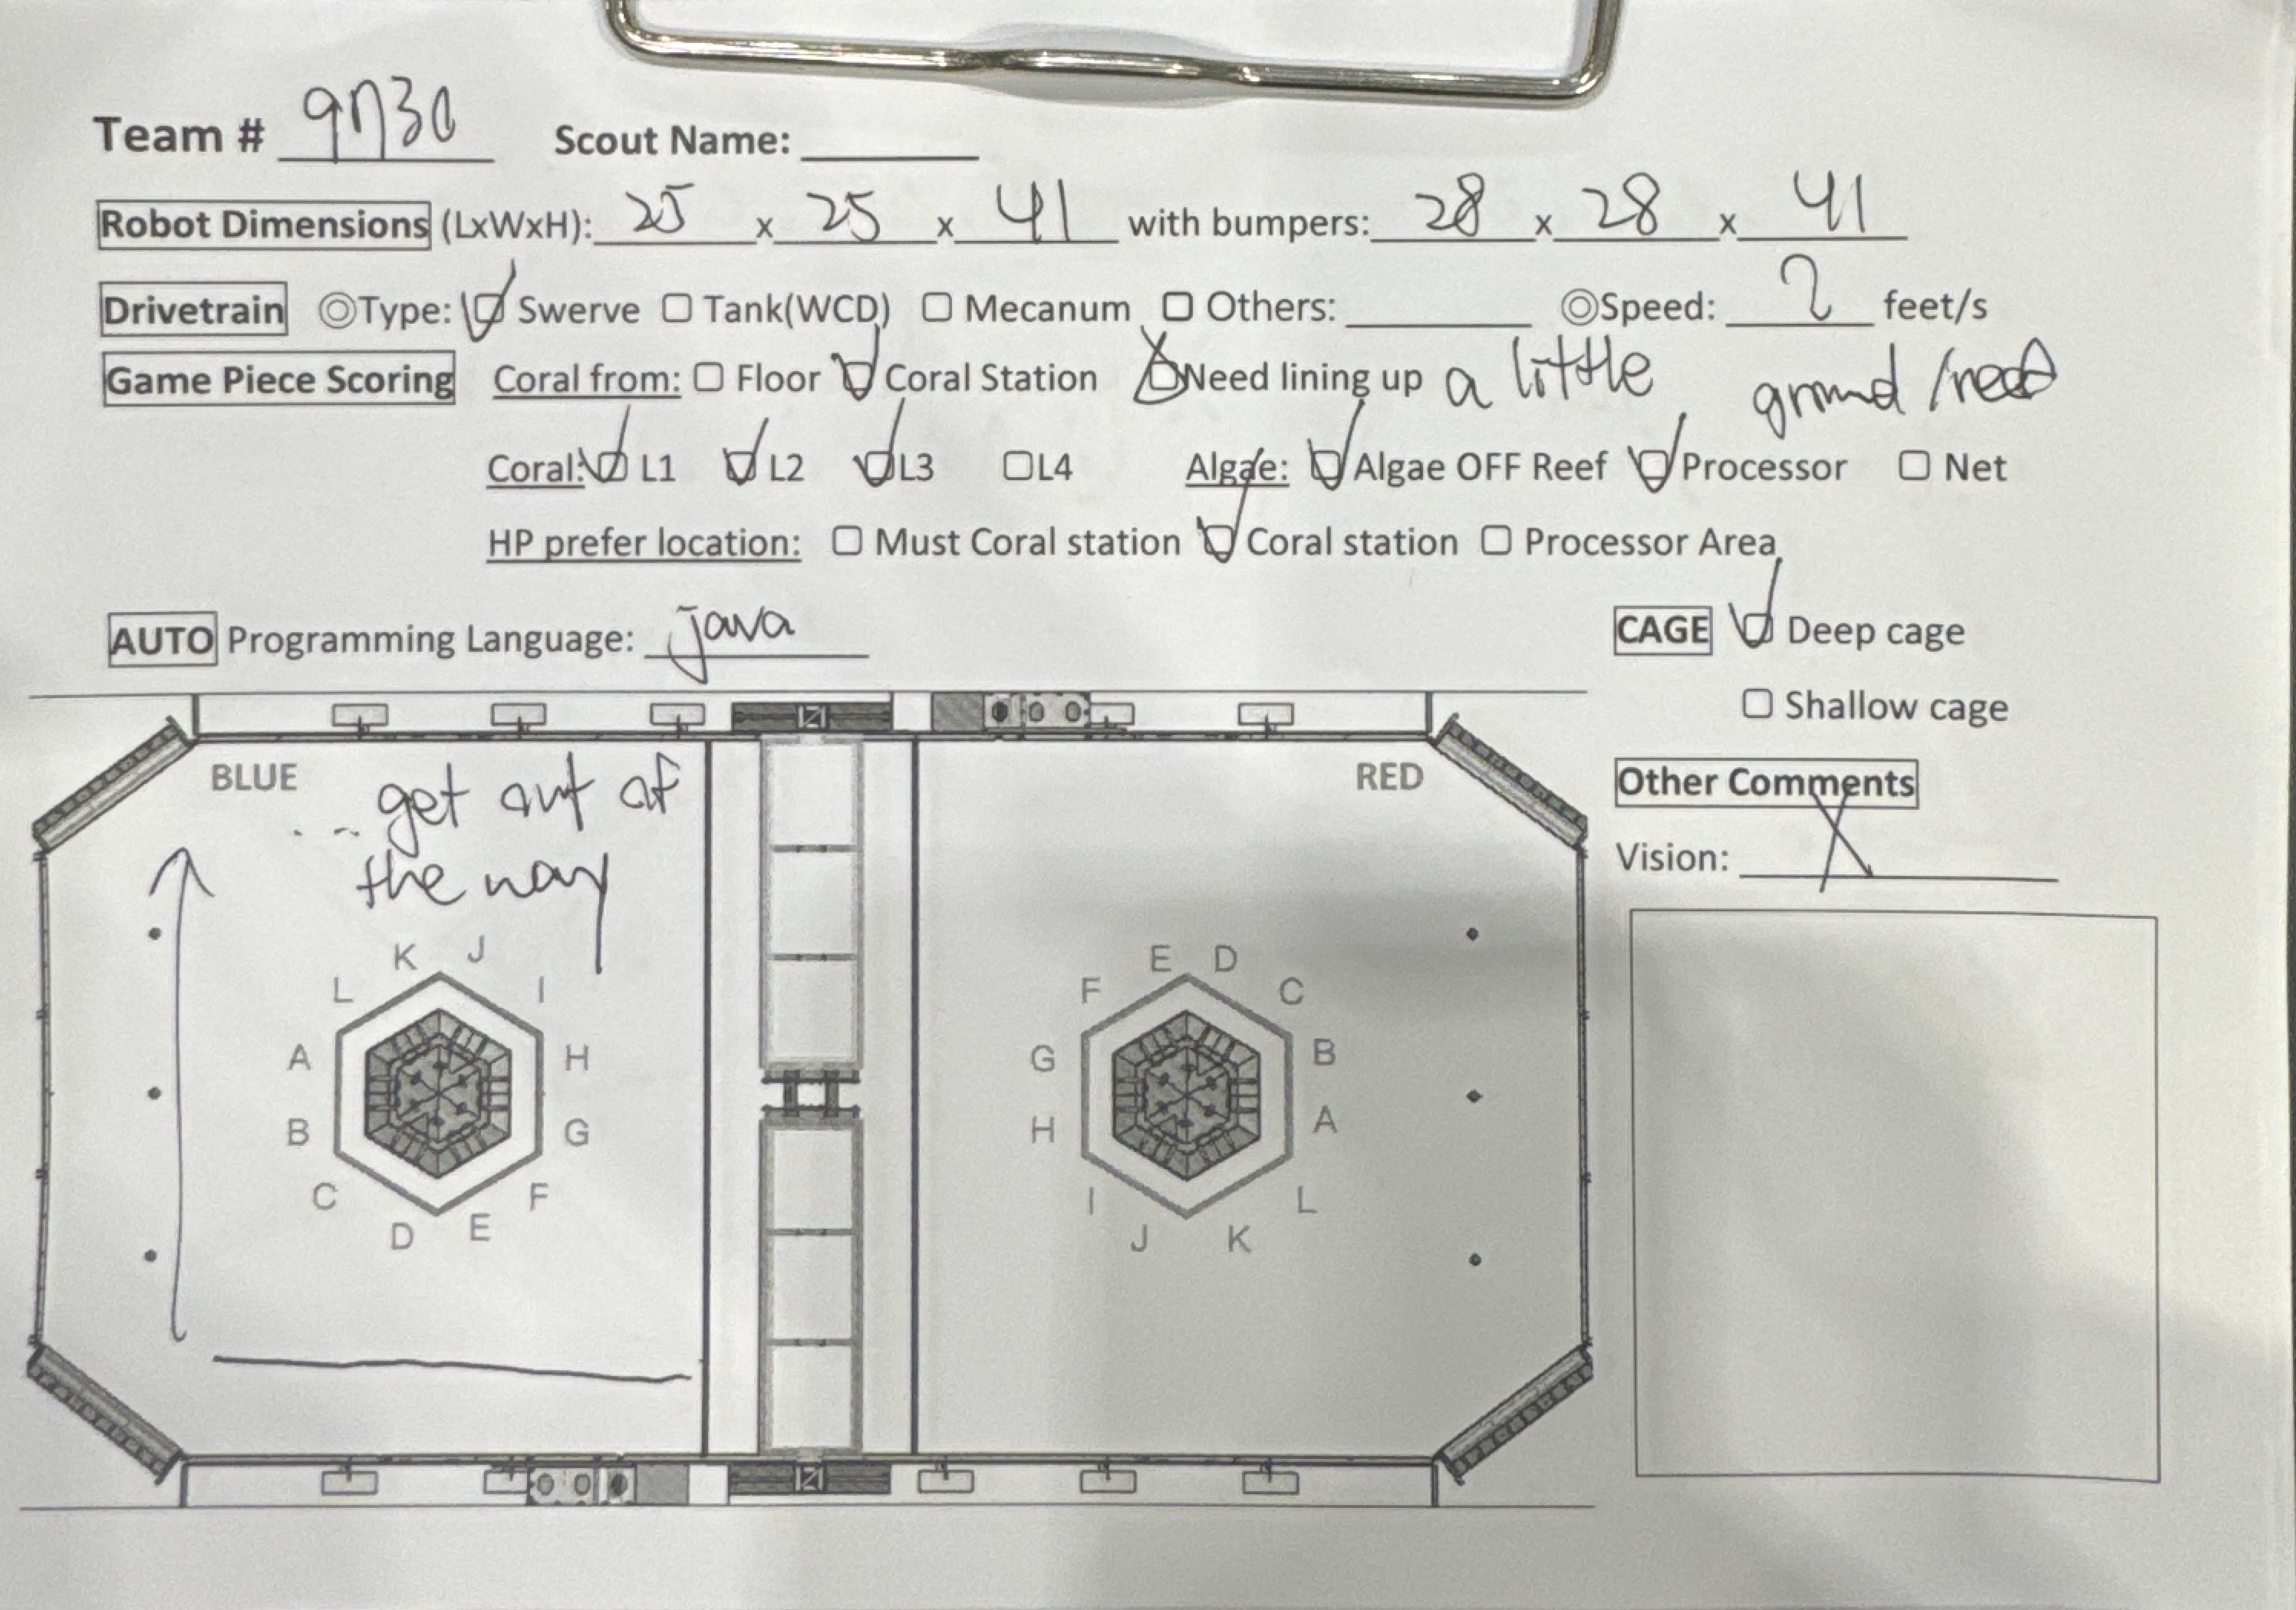 Team # 9730 Scout Name:
Robot Dimensions (LxWxH): 25 x 25 x 41 with bumpers: 28 x 28 x 41
Drivetrain ◎Type: ☑ Swerve ☐ Tank(WCD) ☐ Mecanum ☐ Others: ◎Speed: ? feet/s
Game Piece Scoring Coral from: ☐ Floor ☑ Coral Station ☒ Need lining up a little ground /
Coral: ☑ L1 ☑ L2 ☑ L3 ☐ L4 Algae: ☑ Algae OFF Reef ☑ Processor ☐ Net
HP prefer location: ☐ Must Coral station ☑ Coral station ☐ Processor Area
AUTO Programming Language: java
CAGE ☑ Deep cage
☐ Shallow cage
Other Comments
Vision: X
BLUE
get out of
the way
RED
K J
L I
A H
B G
C F
D E
E D
F C
G B
H A
I L
J K